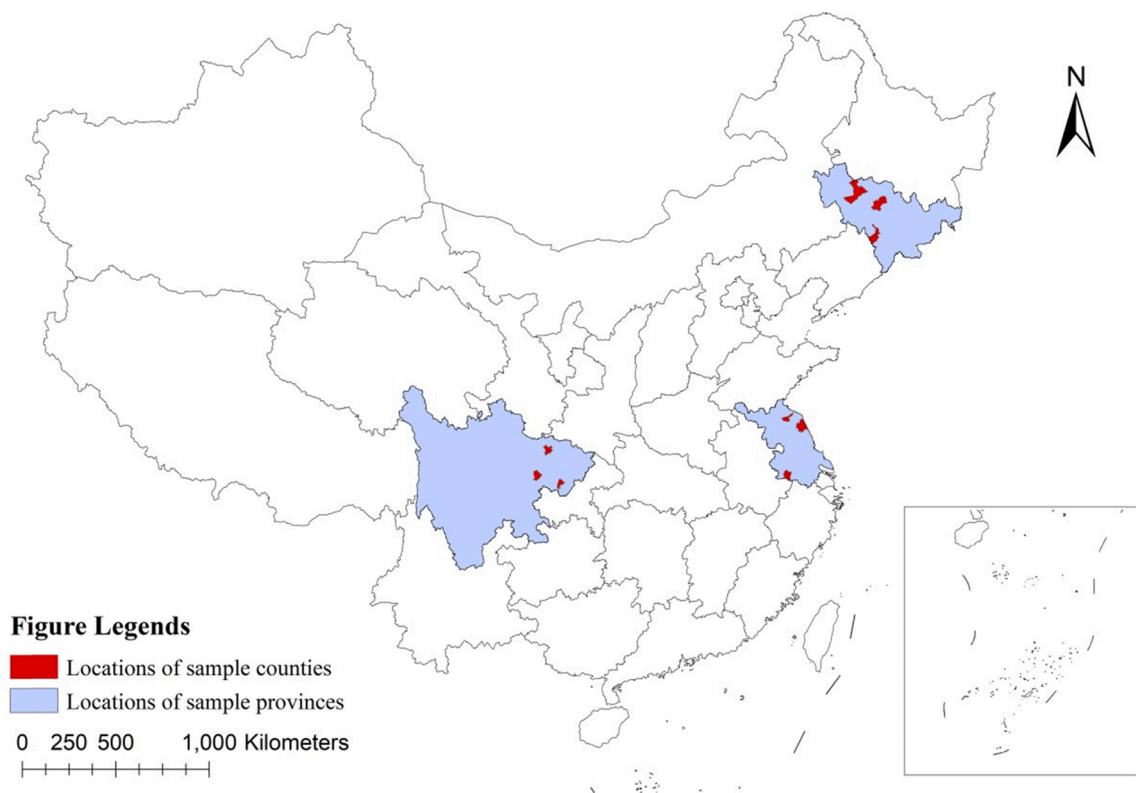 N
Figure Legends
Locations of sample counties
Locations of sample provinces
0 250 500 1,000 Kilometers